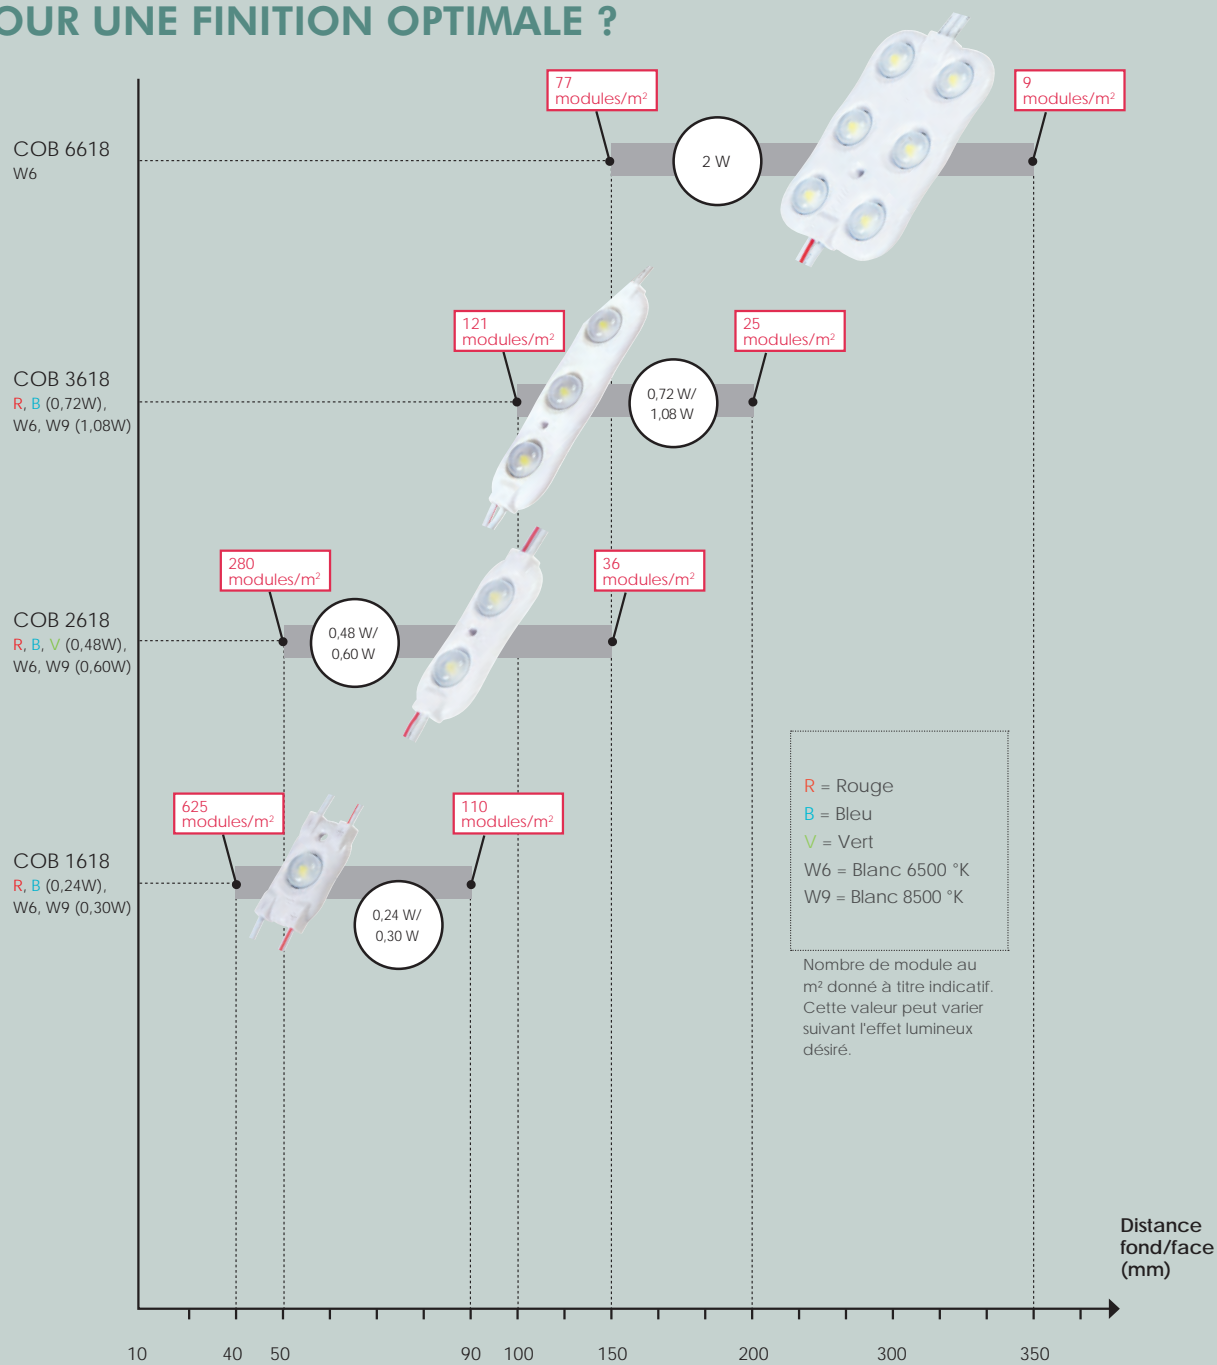 OUR UNE FINITION OPTIMALE ?
77
modules/m²
9
modules/m²
COB 6618
W6
2 W
121
modules/m²
25
modules/m²
COB 3618
R, B (0,72W),
W6, W9 (1,08W)
0,72 W/
1,08 W
280
modules/m²
36
modules/m²
COB 2618
R, B, V (0,48W),
W6, W9 (0,60W)
0,48 W/
0,60 W
625
modules/m²
110
modules/m²
COB 1618
R, B (0,24W),
W6, W9 (0,30W)
0,24 W/
0,30 W
R = Rouge
B = Bleu
V = Vert
W6 = Blanc 6500 °K
W9 = Blanc 8500 °K
Nombre de module au
m² donné à titre indicatif.
Cette valeur peut varier
suivant l'effet lumineux
désiré.
Distance
fond/face
(mm)
10 40 50 90 100 150 200 300 350